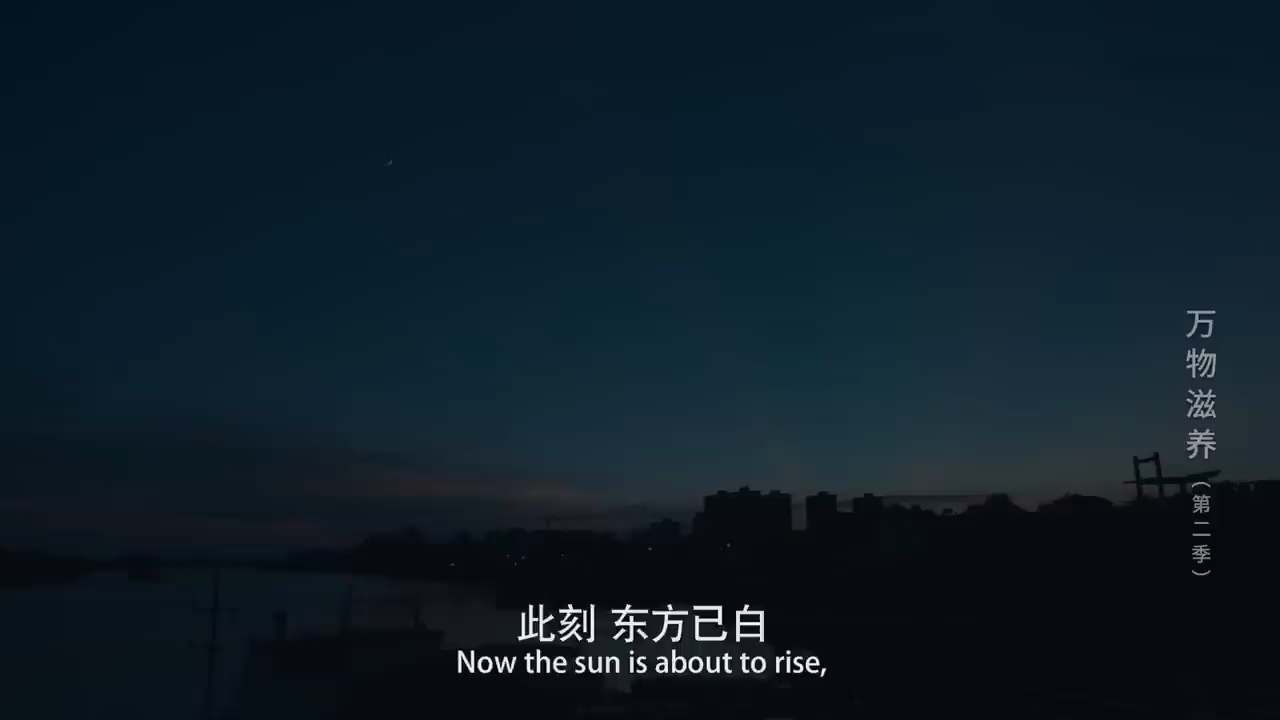 万物滋养
（第二季）
此刻 东方已白
Now the sun is about to rise,